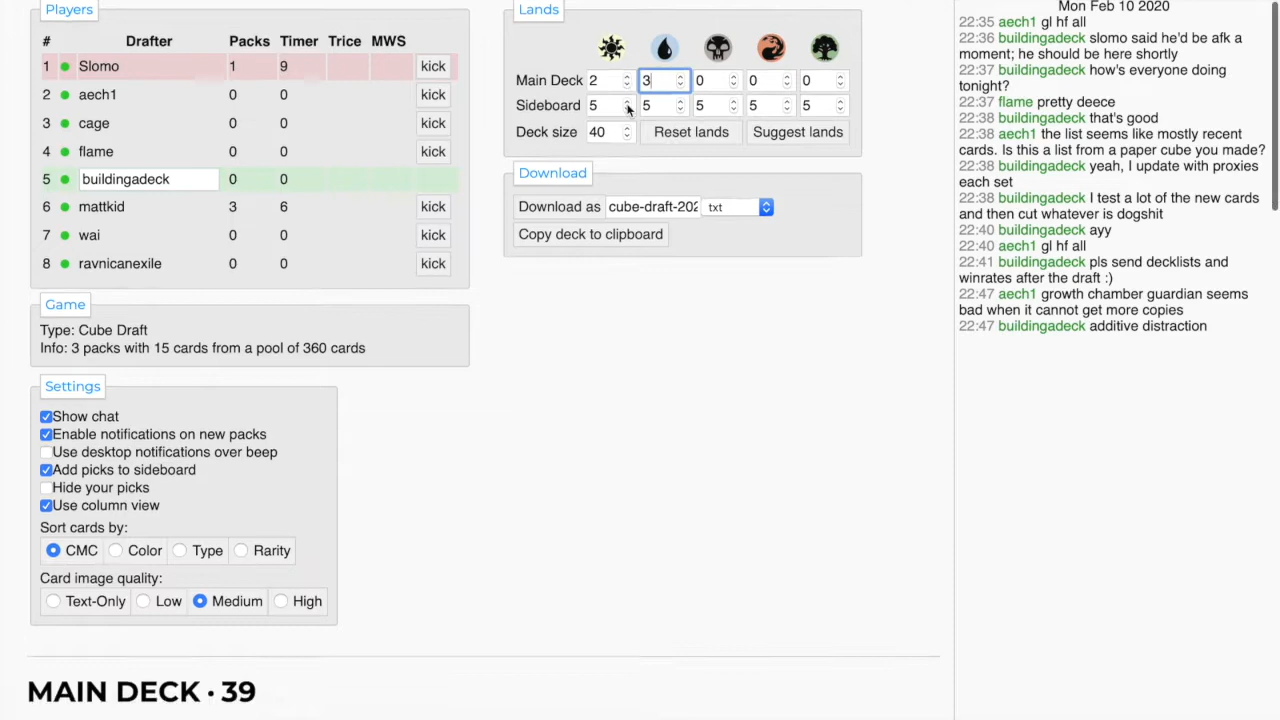 Players
# Drafter Packs Timer Trice MWS
1 Slomo 1 9 kick
2 aech1 0 0 kick
3 cage 0 0 kick
4 flame 0 0 kick
5 buildingadeck 0 0
6 mattkid 3 6 kick
7 wai 0 0 kick
8 ravnicanexile 0 0 kick
Game
Type: Cube Draft
Info: 3 packs with 15 cards from a pool of 360 cards
Settings
Show chat
Enable notifications on new packs
Use desktop notifications over beep
Add picks to sideboard
Hide your picks
Use column view
Sort cards by:
CMC Color Type Rarity
Card image quality:
Text-Only Low Medium High
Lands
Main Deck 2 3 0 0 0
Sideboard 5 5 5 5 5
Deck size 40 Reset lands Suggest lands
Download
Download as cube-draft-202 txt
Copy deck to clipboard
MAIN DECK · 39
Mon Feb 10 2020
22:35 aech1 gl hf all
22:36 buildingadeck slomo said he'd be afk a
moment; he should be here shortly
22:37 buildingadeck how's everyone doing
tonight?
22:37 flame pretty deece
22:38 buildingadeck that's good
22:38 aech1 the list seems like mostly recent
cards. Is this a list from a paper cube you made?
22:38 buildingadeck yeah, I update with proxies
each set
22:38 buildingadeck I test a lot of the new cards
and then cut whatever is dogshit
22:40 buildingadeck ayy
22:40 aech1 gl hf all
22:41 buildingadeck pls send decklists and
winrates after the draft :)
22:47 aech1 growth chamber guardian seems
bad when it cannot get more copies
22:47 buildingadeck additive distraction